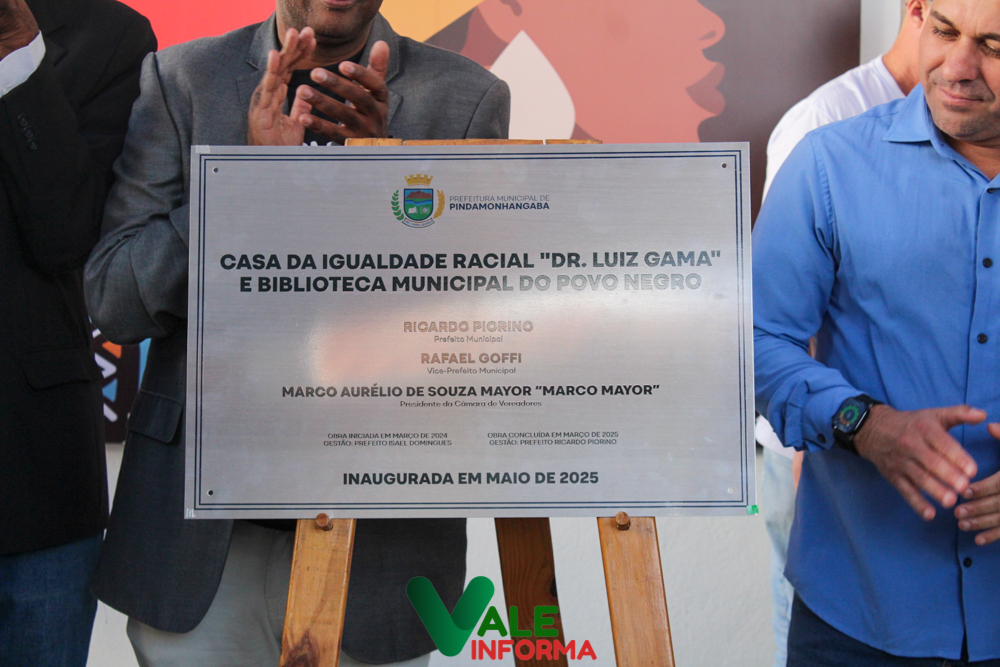 PREFEITURA MUNICIPAL DE
PINDAMONHANGABA
CASA DA IGUALDADE RACIAL "DR. LUIZ GAMA"
E BIBLIOTECA MUNICIPAL DO POVO NEGRO
RICARDO PIORINO
Prefeito Municipal
RAFAEL GOFFI
Vice-Prefeito Municipal
MARCO AURÉLIO DE SOUZA MAYOR “MARCO MAYOR”
Presidente da Câmara de Vereadores
OBRA INICIADA EM MARÇO DE 2024
GESTÃO: PREFEITO ISAEL DOMINGUES
OBRA CONCLUÍDA EM MARÇO DE 2025
GESTÃO: PREFEITO RICARDO PIORINO
INAUGURADA EM MAIO DE 2025
VALE
INFORMA